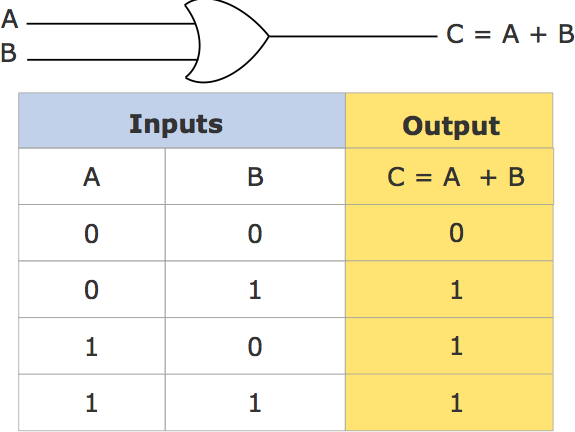 A
C = A + B
B
Inputs Output
A B C = A + B
0 0 0
0 1 1
1 0 1
1 1 1